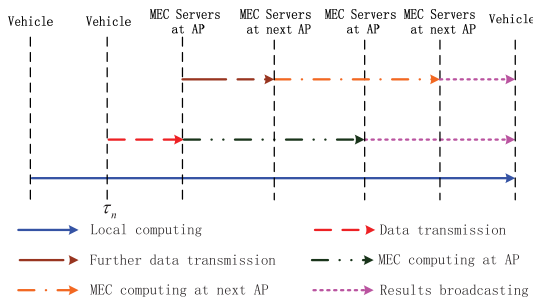 Vehicle
Vehicle
MEC Servers
at AP
MEC Servers
at next AP
MEC Servers
at AP
MEC Servers
at next AP
Vehicle
τn
Local computing
Data transmission
Further data transmission
MEC computing at AP
MEC computing at next AP
Results broadcasting